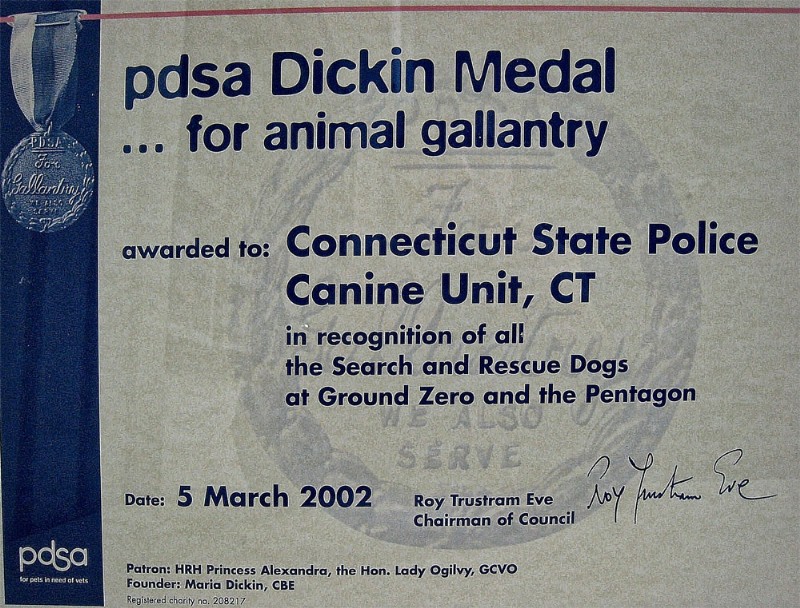 pdsa Dickin Medal
... for animal gallantry
PDSA
For
Gallantry
WE ALSO
SERVE
awarded to: Connecticut State Police
Canine Unit, CT
in recognition of all
the Search and Rescue Dogs
at Ground Zero and the Pentagon
WE ALSO
SERVE
Date: 5 March 2002
Roy Trustram Eve
Chairman of Council
Roy Trustram Eve
pdsa
for pets in need of vets
Patron: HRH Princess Alexandra, the Hon. Lady Ogilvy, GCVO
Founder: Maria Dickin, CBE
Registered charity no. 208217